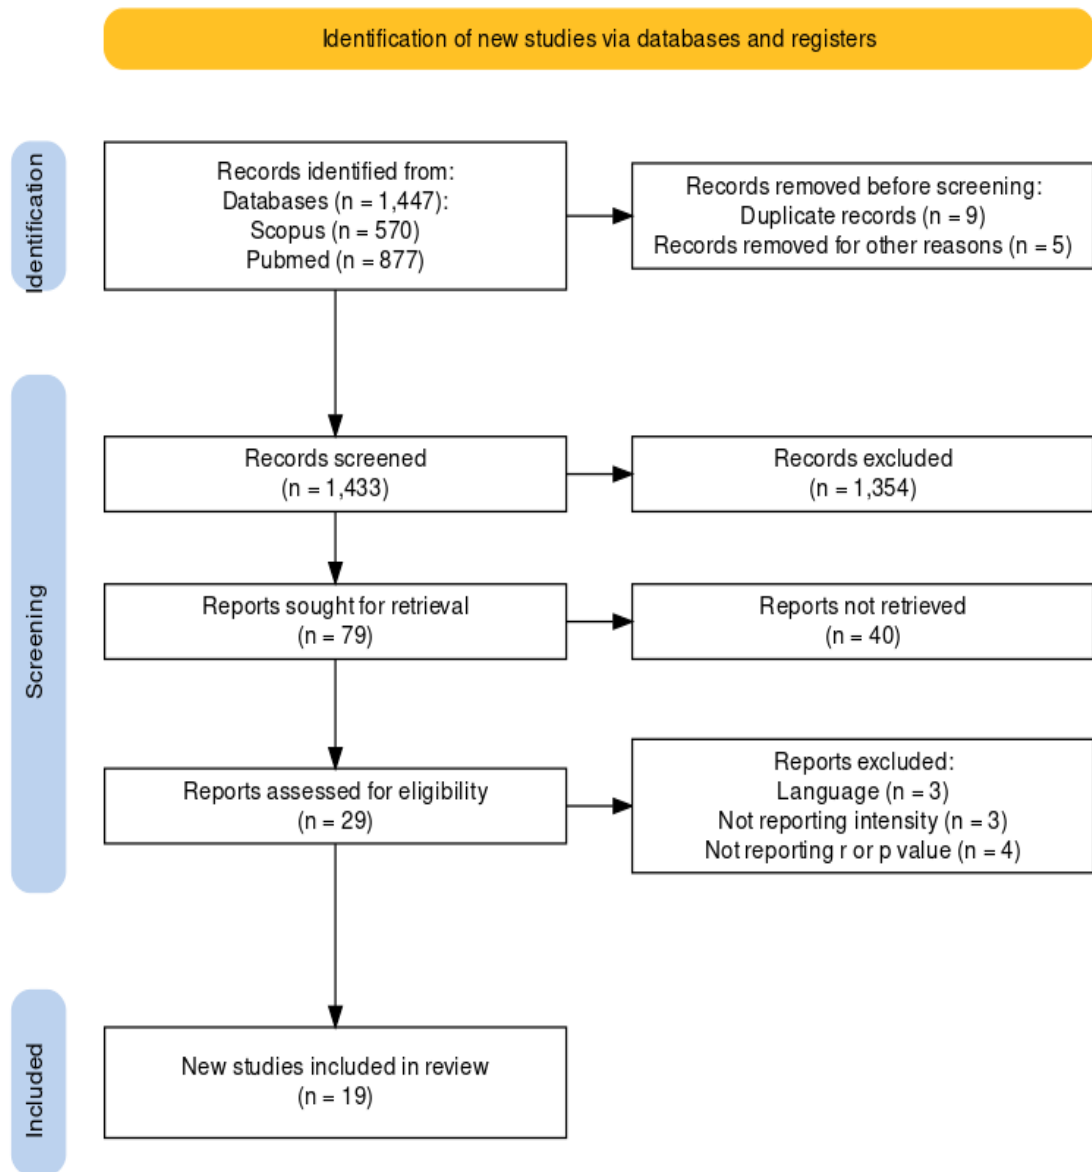 Identification of new studies via databases and registers
Identification
Records identified from:
Databases (n = 1,447):
Scopus (n = 570)
Pubmed (n = 877)
Records removed before screening:
Duplicate records (n = 9)
Records removed for other reasons (n = 5)
Screening
Records screened
(n = 1,433)
Records excluded
(n = 1,354)
Reports sought for retrieval
(n = 79)
Reports not retrieved
(n = 40)
Reports assessed for eligibility
(n = 29)
Reports excluded:
Language (n = 3)
Not reporting intensity (n = 3)
Not reporting r or p value (n = 4)
Included
New studies included in review
(n = 19)